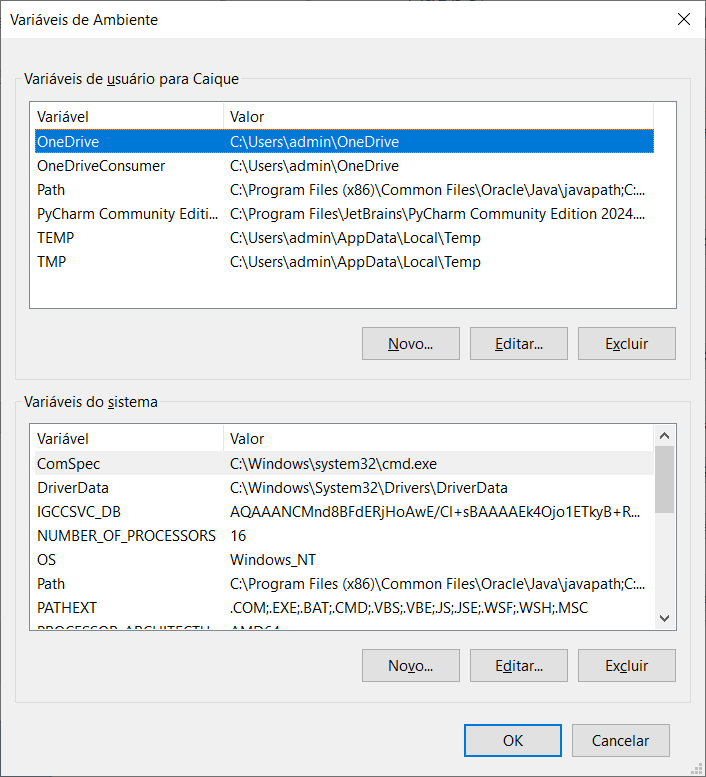 Variáveis de Ambiente
Variáveis de usuário para Caique
Variável Valor
OneDrive C:\Users\admin\OneDrive
OneDriveConsumer C:\Users\admin\OneDrive
Path C:\Program Files (x86)\Common Files\Oracle\Java\javapath;C:...
PyCharm Community Editi... C:\Program Files\JetBrains\PyCharm Community Edition 2024....
TEMP C:\Users\admin\AppData\Local\Temp
TMP C:\Users\admin\AppData\Local\Temp
Novo... Editar... Excluir
Variáveis do sistema
Variável Valor
ComSpec C:\Windows\system32\cmd.exe
DriverData C:\Windows\System32\Drivers\DriverData
IGCCSVC_DB AQAAANCMnd8BFdERjHoAwE/Cl+sBAAAAEk4Ojo1ETkyB+R...
NUMBER_OF_PROCESSORS 16
OS Windows_NT
Path C:\Program Files (x86)\Common Files\Oracle\Java\javapath;C:...
PATHEXT .COM;.EXE;.BAT;.CMD;.VBS;.VBE;.JS;.JSE;.WSF;.WSH;.MSC
PROCESSOR_ARCHITECTU... AMD64
Novo... Editar... Excluir
OK Cancelar